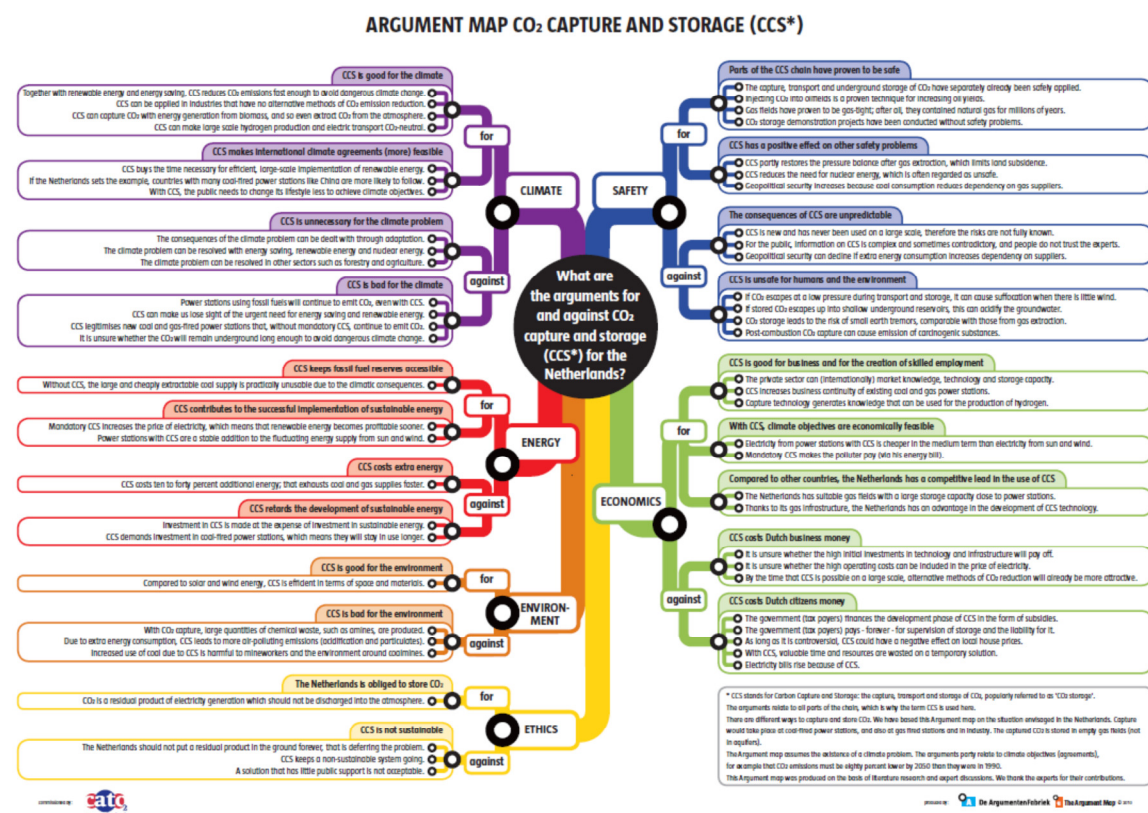 ARGUMENT MAP CO₂ CAPTURE AND STORAGE (CCS*)
CCS is good for the climate
Together with renewable energy and energy saving, CCS reduces CO₂ emissions fast enough to avoid dangerous climate change.
CCS can be applied in industries that have no alternative methods of CO₂ emission reduction.
CCS can capture CO₂ with energy generation from biomass, and so even extract CO₂ from the atmosphere.
CCS can make large scale hydrogen production and electric transport CO₂-neutral.
for
CCS makes international climate agreements (more) feasible
CCS buys the time necessary for efficient, large-scale implementation of renewable energy.
If the Netherlands sets the example, countries with many coal-fired power stations like China are more likely to follow.
With CCS, the public needs to change its lifestyle less to achieve climate objectives.
CLIMATE
CCS is unnecessary for the climate problem
The consequences of the climate problem can be dealt with through adaptation.
The climate problem can be resolved with energy saving, renewable energy and nuclear energy.
The climate problem can be resolved in other sectors such as forestry and agriculture.
against
CCS is bad for the climate
Power stations using fossil fuels will continue to emit CO₂, even with CCS.
CCS can make us lose sight of the urgent need for energy saving and renewable energy.
CCS legitimises new coal and gas-fired power stations that, without mandatory CCS, continue to emit CO₂.
It is unsure whether the CO₂ will remain underground long enough to avoid dangerous climate change.
CCS keeps fossil fuel reserves accessible
Without CCS, the large and cheaply extractable coal supply is practically unusable due to the climatic consequences.
for
CCS contributes to the successful implementation of sustainable energy
Mandatory CCS increases the price of electricity, which means that renewable energy becomes profitable sooner.
Power stations with CCS are a stable addition to the fluctuating energy supply from sun and wind.
ENERGY
CCS costs extra energy
CCS costs ten to forty percent additional energy; that exhausts coal and gas supplies faster.
against
CCS retards the development of sustainable energy
Investment in CCS is made at the expense of investment in sustainable energy.
CCS demands investment in coal-fired power stations, which means they will stay in use longer.
CCS is good for the environment
Compared to solar and wind energy, CCS is efficient in terms of space and materials.
for
ENVIRON-
MENT
CCS is bad for the environment
With CO₂ capture, large quantities of chemical waste, such as amines, are produced.
Due to extra energy consumption, CCS leads to more air-polluting emissions (acidification and particulates).
Increased use of coal due to CCS is harmful to mineworkers and the environment around coalmines.
against
The Netherlands is obliged to store CO₂
CO₂ is a residual product of electricity generation which should not be discharged into the atmosphere.
for
ETHICS
CCS is not sustainable
The Netherlands should not put a residual product in the ground forever, that is deferring the problem.
CCS keeps a non-sustainable system going.
A solution that has little public support is not acceptable.
against
What are
the arguments for
and against CO₂
capture and storage
(CCS*) for the
Netherlands?
Parts of the CCS chain have proven to be safe
The capture, transport and underground storage of CO₂ have separately already been safely applied.
Injecting CO₂ into oilfields is a proven technique for increasing oil yields.
Gas fields have proven to be gas-tight; after all, they contained natural gas for millions of years.
CO₂ storage demonstration projects have been conducted without safety problems.
for
CCS has a positive effect on other safety problems
CCS partly restores the pressure balance after gas extraction, which limits land subsidence.
CCS reduces the need for nuclear energy, which is often regarded as unsafe.
Geopolitical security increases because coal consumption reduces dependency on gas suppliers.
SAFETY
The consequences of CCS are unpredictable
CCS is new and has never been used on a large scale, therefore the risks are not fully known.
For the public, information on CCS is complex and sometimes contradictory, and people do not trust the experts.
Geopolitical security can decline if extra energy consumption increases dependency on suppliers.
against
CCS is unsafe for humans and the environment
If CO₂ escapes at a low pressure during transport and storage, it can cause suffocation when there is little wind.
If stored CO₂ escapes up into shallow underground reservoirs, this can acidify the groundwater.
CO₂ storage leads to the risk of small earth tremors, comparable with those from gas extraction.
Post-combustion CO₂ capture can cause emission of carcinogenic substances.
CCS is good for business and for the creation of skilled employment
The private sector can (internationally) market knowledge, technology and storage capacity.
CCS increases business continuity of existing coal and gas power stations.
Capture technology generates knowledge that can be used for the production of hydrogen.
for
With CCS, climate objectives are economically feasible
Electricity from power stations with CCS is cheaper in the medium term than electricity from sun and wind.
Mandatory CCS makes the polluter pay (via his energy bill).
Compared to other countries, the Netherlands has a competitive lead in the use of CCS
The Netherlands has suitable gas fields with a large storage capacity close to power stations.
Thanks to its gas infrastructure, the Netherlands has an advantage in the development of CCS technology.
ECONOMICS
CCS costs Dutch business money
It is unsure whether the high initial investments in technology and infrastructure will pay off.
It is unsure whether the high operating costs can be included in the price of electricity.
By the time that CCS is possible on a large scale, alternative methods of CO₂ reduction will already be more attractive.
against
CCS costs Dutch citizens money
The government (tax payers) finances the development phase of CCS in the form of subsidies.
The government (tax payers) pays - forever - for supervision of storage and the liability for it.
As long as it is controversial, CCS could have a negative effect on local house prices.
With CCS, valuable time and resources are wasted on a temporary solution.
Electricity bills rise because of CCS.
* CCS stands for Carbon Capture and Storage: the capture, transport and storage of CO₂, popularly referred to as 'CO₂ storage'.
The arguments relate to all parts of the chain, which is why the term CCS is used here.
There are different ways to capture and store CO₂. We have based this Argument map on the situation envisaged in the Netherlands. Capture
would take place at coal-fired power stations, and also at gas fired stations and in industry. The captured CO₂ is stored in empty gas fields (not
in aquifers).
The Argument map assumes the existence of a climate problem. The arguments partly relate to climate objectives (agreements),
for example that CO₂ emissions must be eighty percent lower by 2050 than they were in 1990.
This Argument map was produced on the basis of literature research and expert discussions. We thank the experts for their contributions.
commissioned by:
cato₂
produced by:
De Argumentenfabriek
The Argument Map